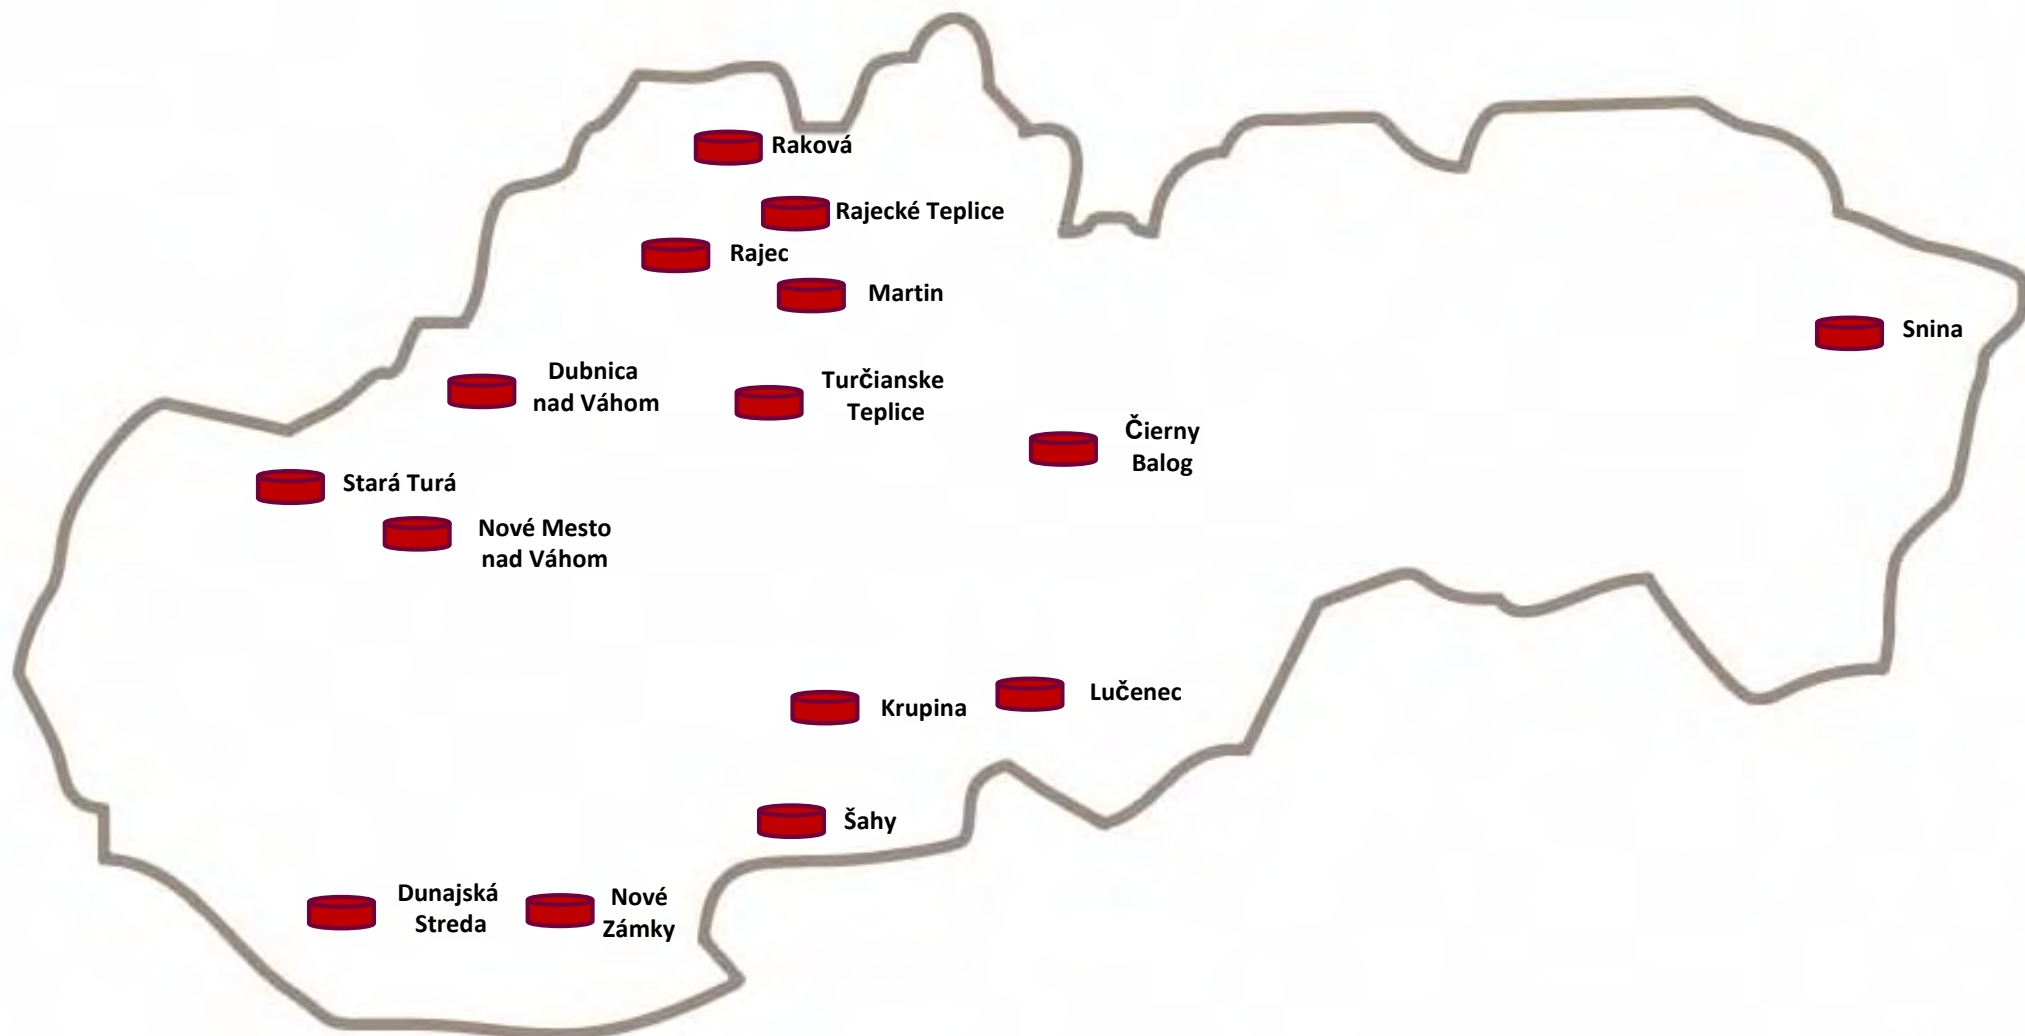 Raková
Rajecké Teplice
Rajec
Martin
Snina
Dubnica
nad Váhom
Turčianske
Teplice
Čierny
Balog
Stará Turá
Nové Mesto
nad Váhom
Krupina
Lučenec
Šahy
Dunajská
Streda
Nové
Zámky